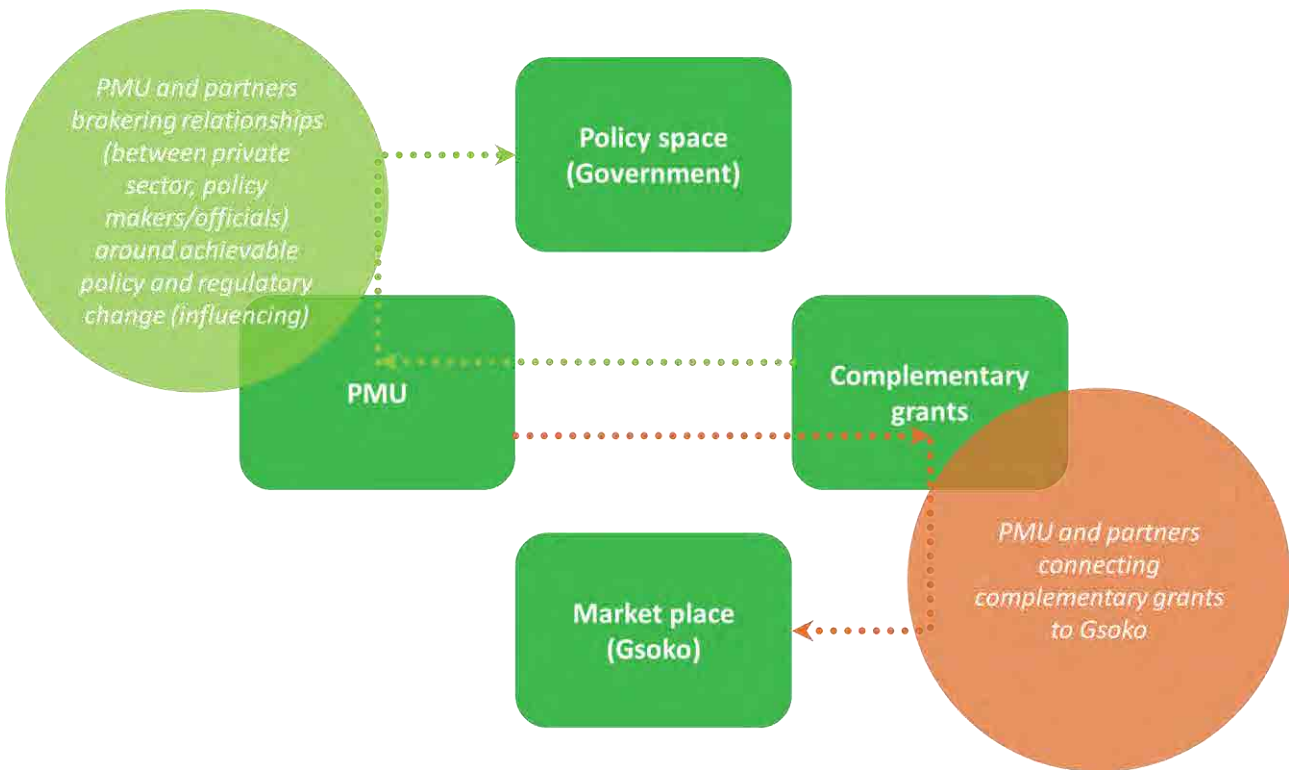 PMU and partners
brokering relationships
(between private
sector, policy
makers/officials)
around achievable
policy and regulatory
change (influencing)
Policy space
(Government)
PMU
Complementary
grants
Market place
(Gsoko)
PMU and partners
connecting
complementary grants
to Gsoko